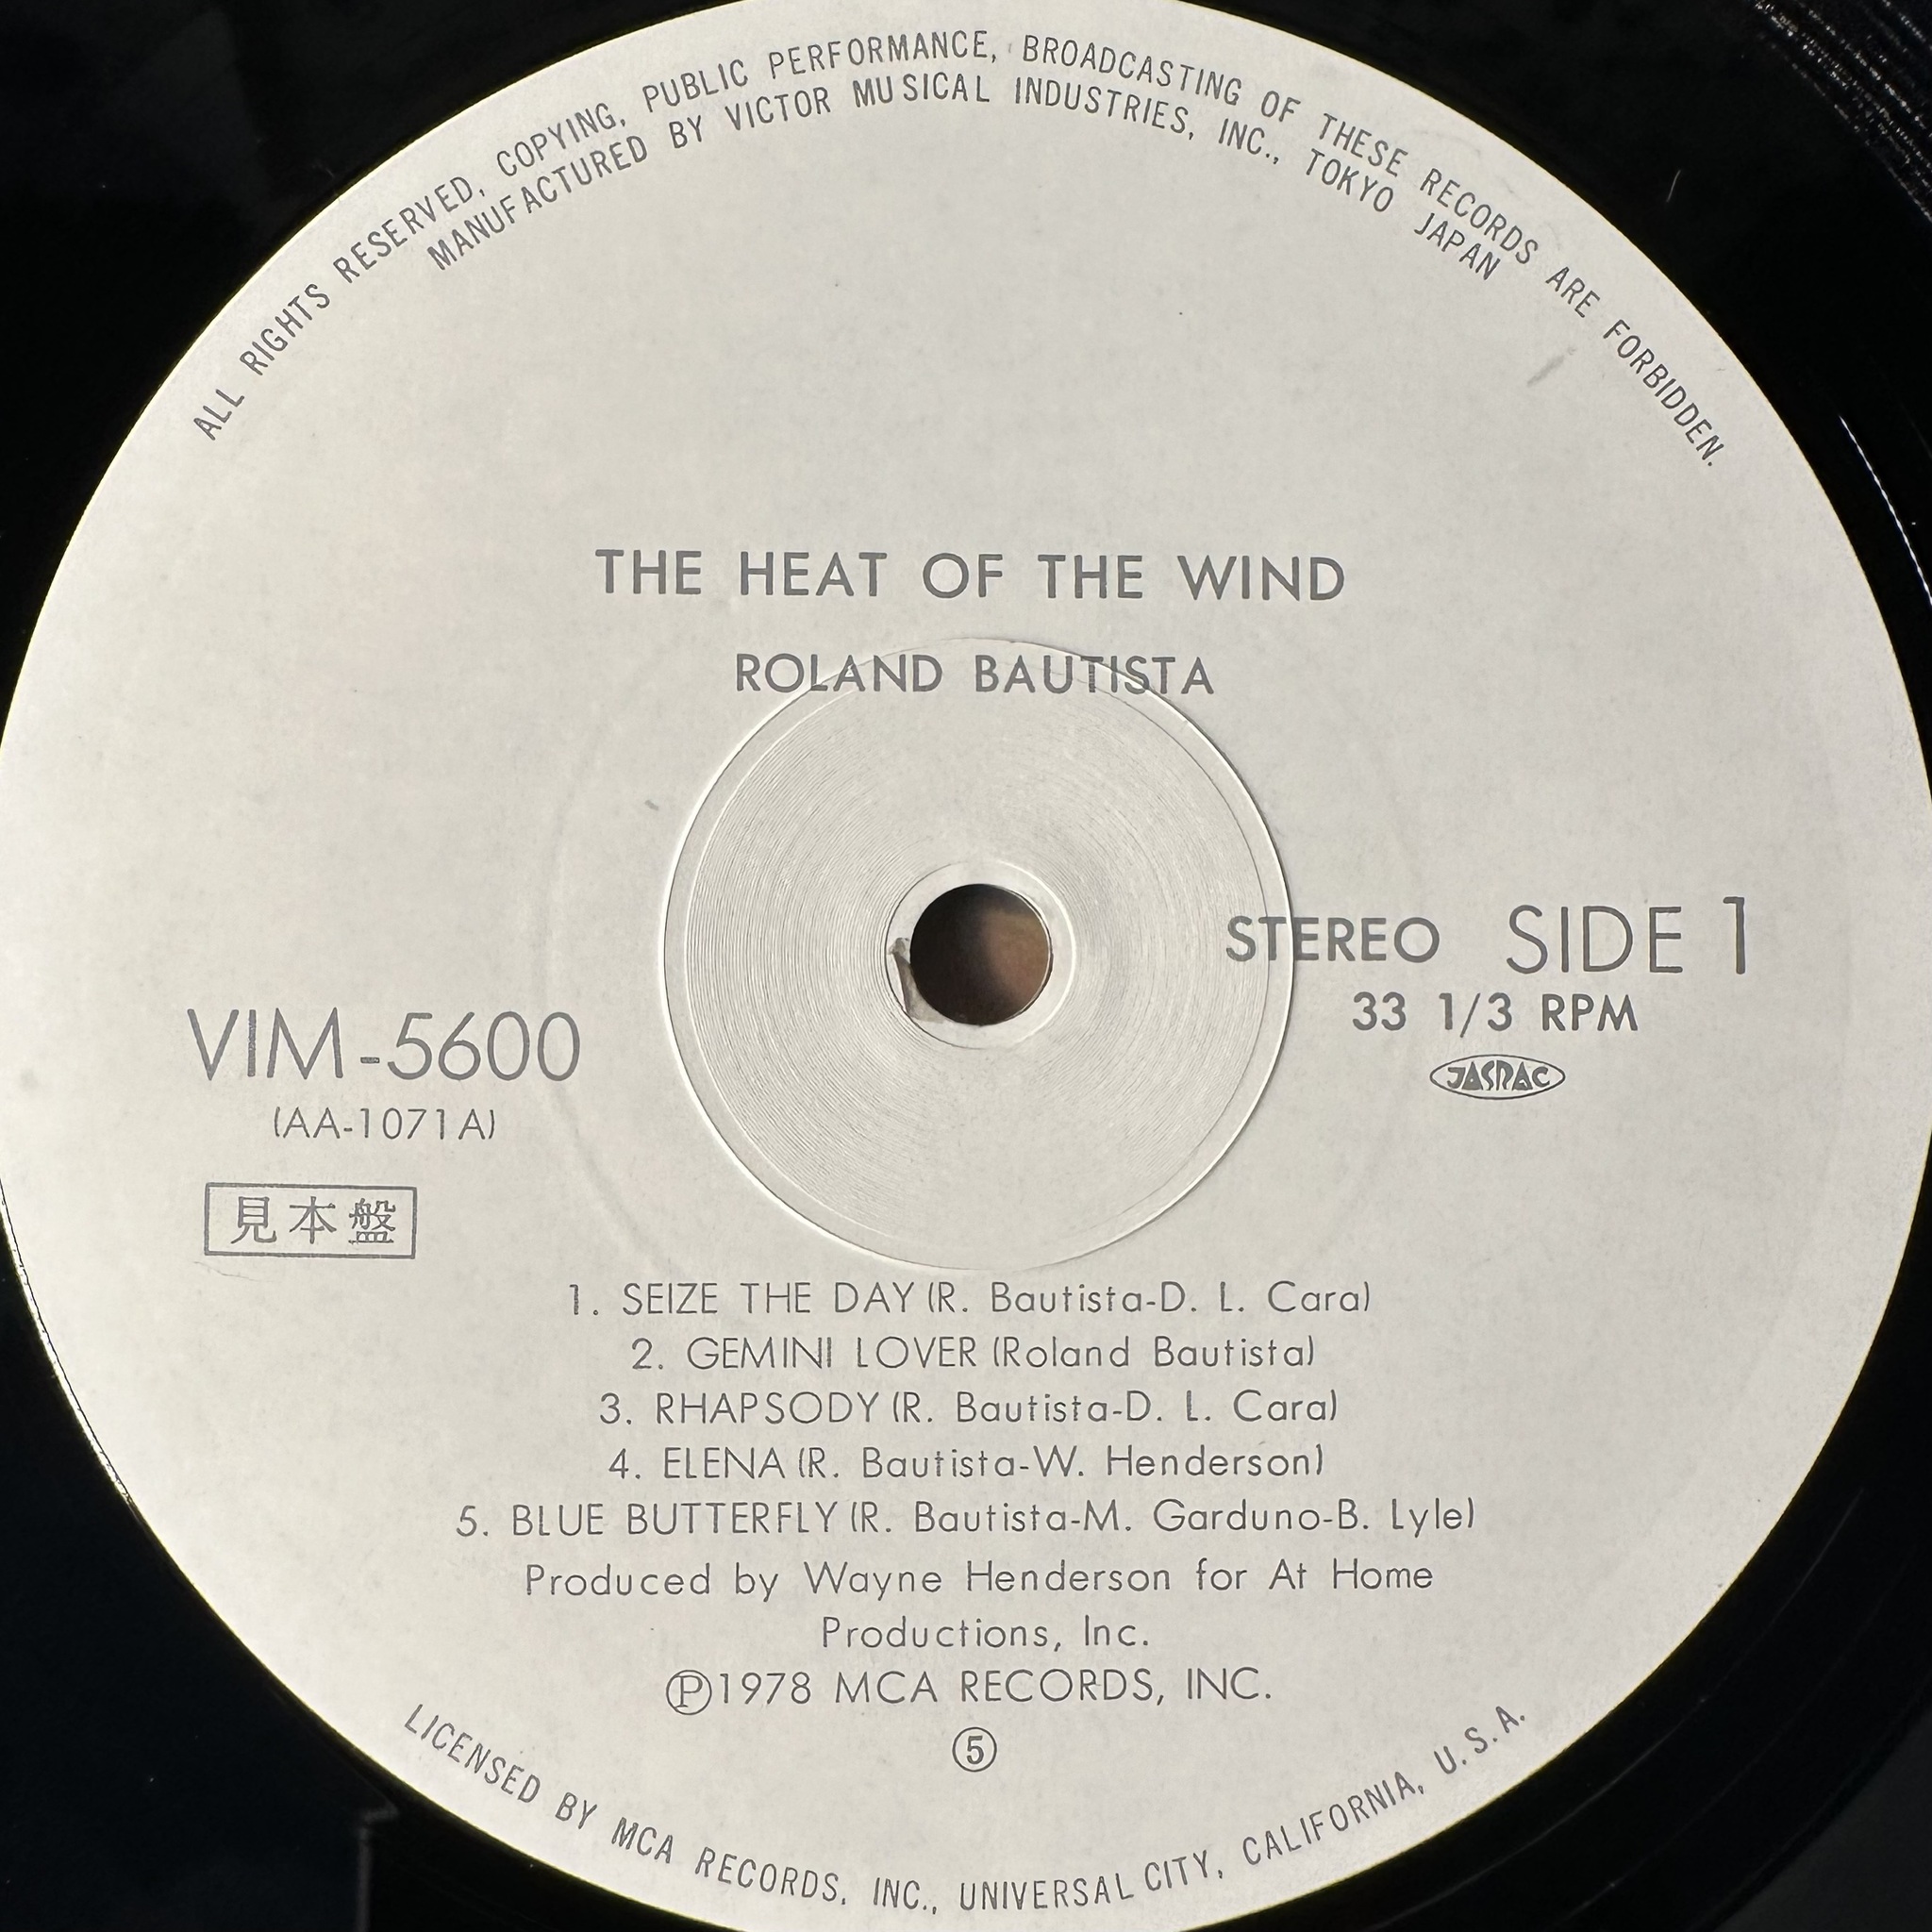 ALL RIGHTS RESERVED, COPYING, PUBLIC PERFORMANCE, BROADCASTING OF THESE RECORDS ARE FORBIDDEN.
MANUFACTURED BY VICTOR MUSICAL INDUSTRIES, INC., TOKYO JAPAN
THE HEAT OF THE WIND
ROLAND BAUTISTA
STEREO SIDE 1
33 1/3 RPM
JASRAC
VIM-5600
(AA-1071A)
見本盤
1. SEIZE THE DAY (R. Bautista-D. L. Cara)
2. GEMINI LOVER (Roland Bautista)
3. RHAPSODY (R. Bautista-D. L. Cara)
4. ELENA (R. Bautista-W. Henderson)
5. BLUE BUTTERFLY (R. Bautista-M. Garduno-B. Lyle)
Produced by Wayne Henderson for At Home
Productions, Inc.
Ⓟ1978 MCA RECORDS, INC.
⑤
LICENSED BY MCA RECORDS, INC., UNIVERSAL CITY, CALIFORNIA, U.S.A.